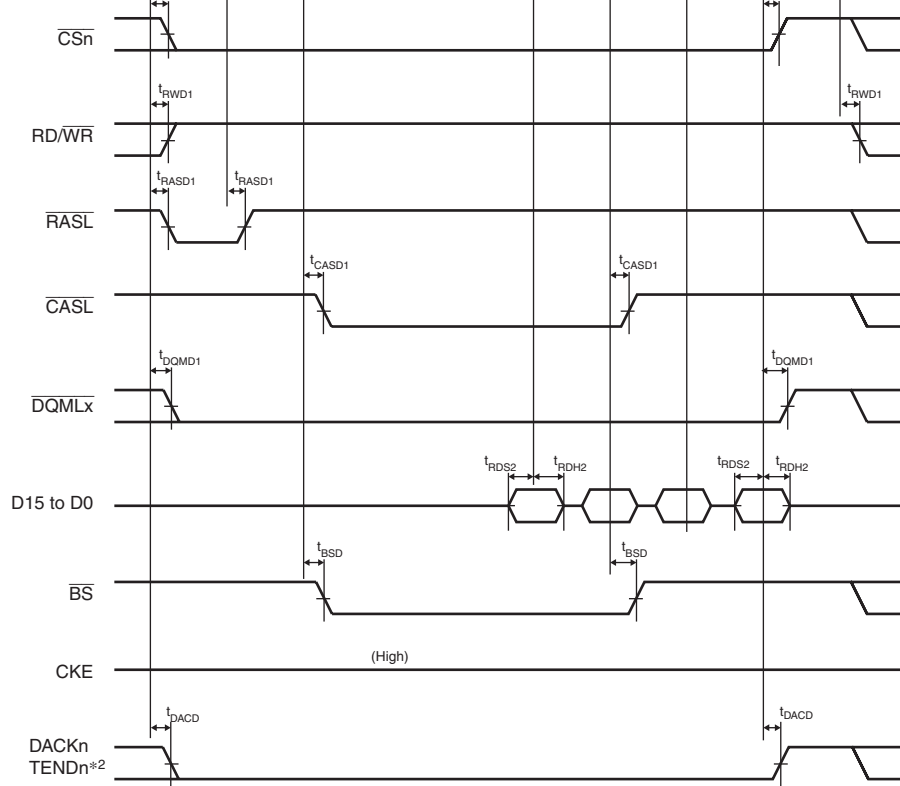 CSn
tRWD1 tRWD1
RD/WR
tRASD1 tRASD1
RASL
tCASD1 tCASD1
CASL
tDQMD1 tDQMD1
DQMLx
tRDS2 tRDH2 tRDS2 tRDH2
D15 to D0
tBSD tBSD
BS
(High)
CKE
tDACD tDACD
DACKn
TENDn*2